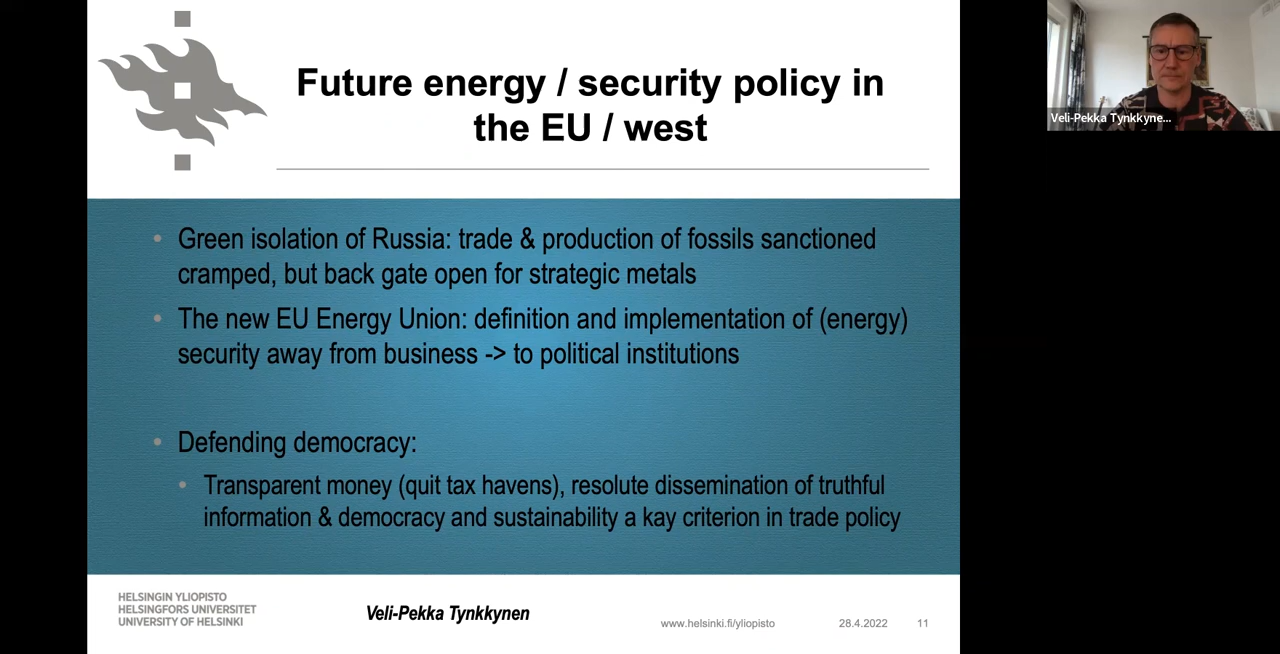 Future energy / security policy in
the EU / west
• Green isolation of Russia: trade & production of fossils sanctioned
cramped, but back gate open for strategic metals
• The new EU Energy Union: definition and implementation of (energy)
security away from business -> to political institutions
• Defending democracy:
• Transparent money (quit tax havens), resolute dissemination of truthful
information & democracy and sustainability a kay criterion in trade policy
HELSINGIN YLIOPISTO
HELSINGFORS UNIVERSITET
UNIVERSITY OF HELSINKI
Veli-Pekka Tynkkynen
www.helsinki.fi/yliopisto
28.4.2022
11
Veli-Pekka Tynkkyne...